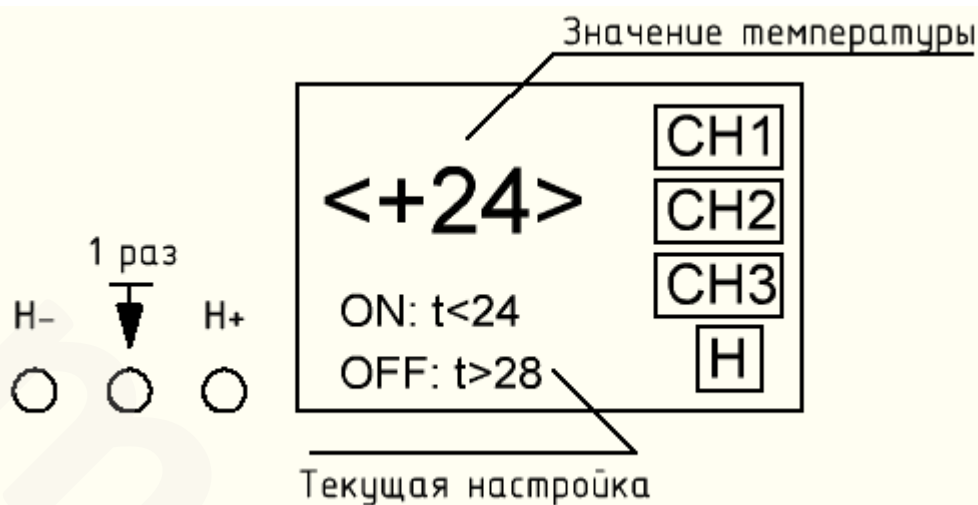 Значение температуры
<+24>
CH1
CH2
CH3
H
ON: t<24
OFF: t>28
1 раз
H-
H+
Текущая настройка